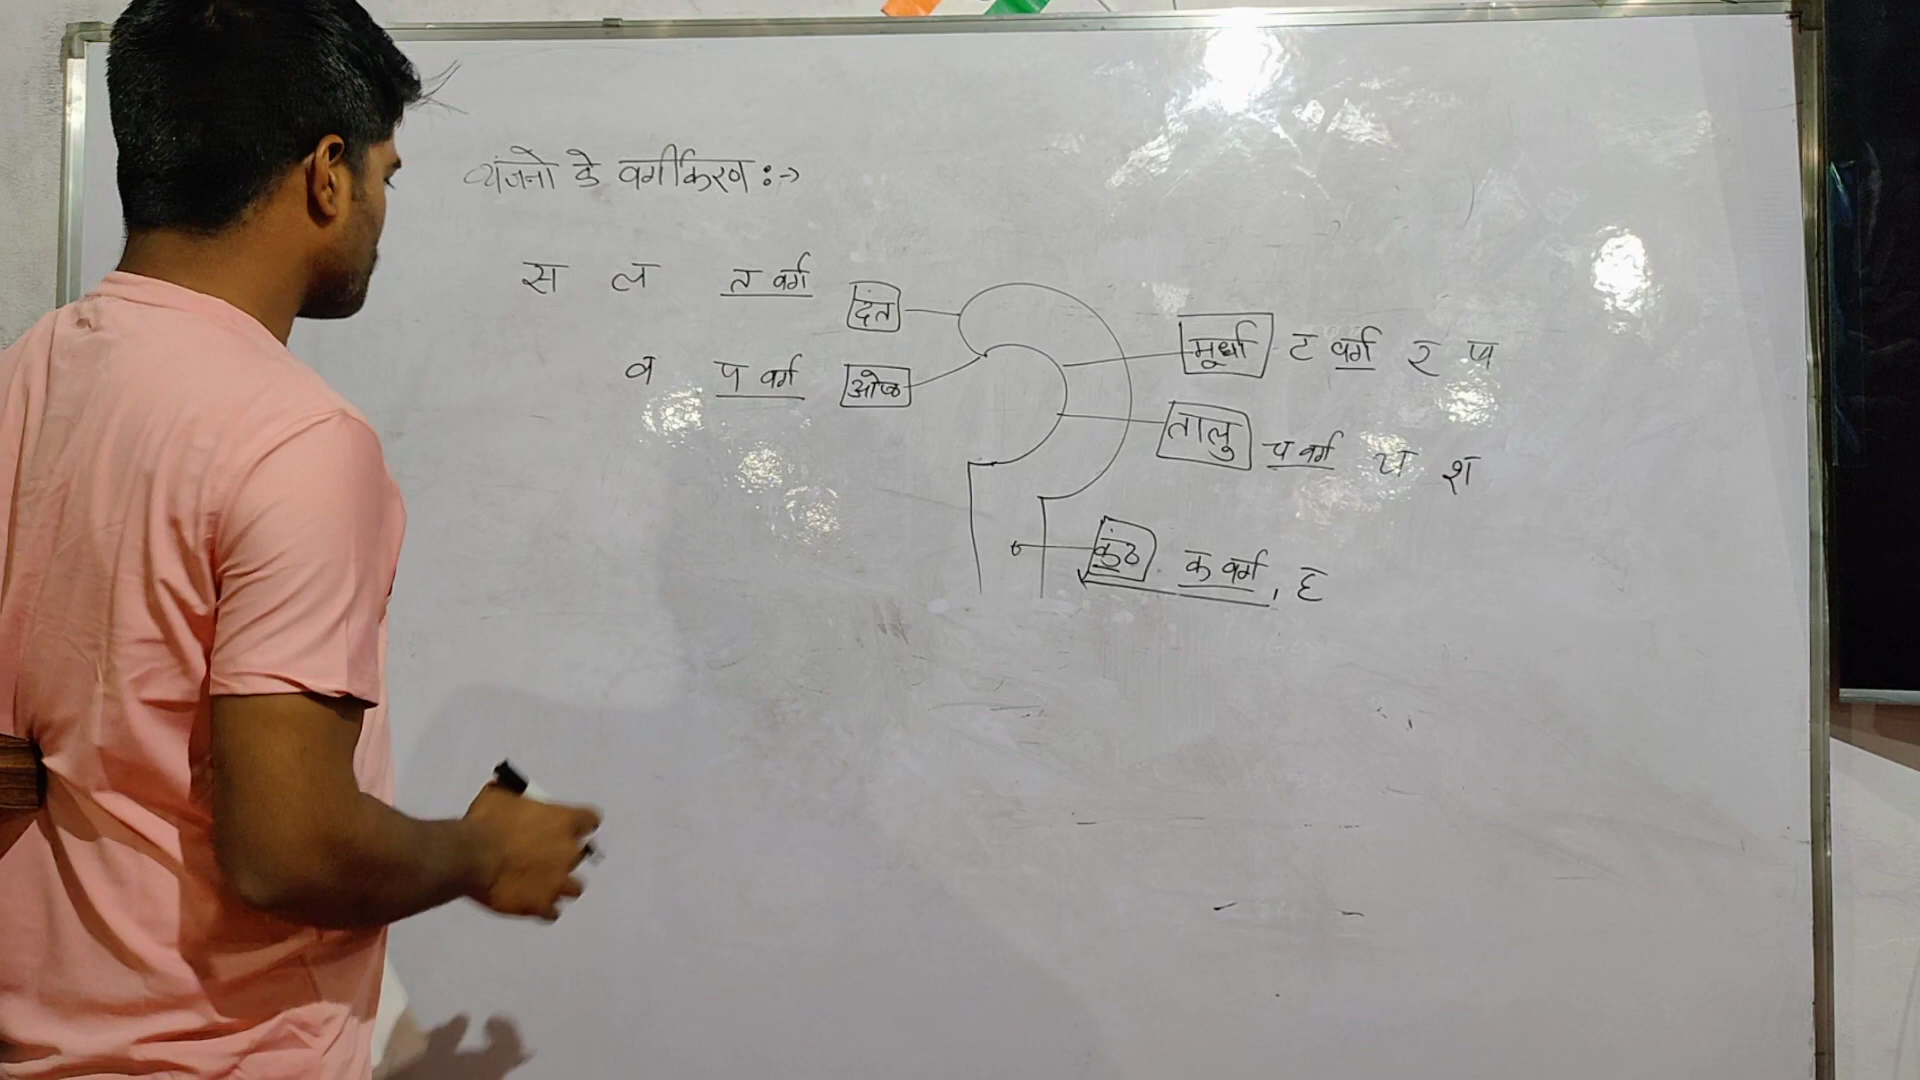 व्यंजनो के वर्गीकरण :->
स ल त वर्ग दंत
मूर्धा ट वर्ग र ष
व प वर्ग ओष्ठ
तालु च वर्ग य श
कंठ क वर्ग, ह